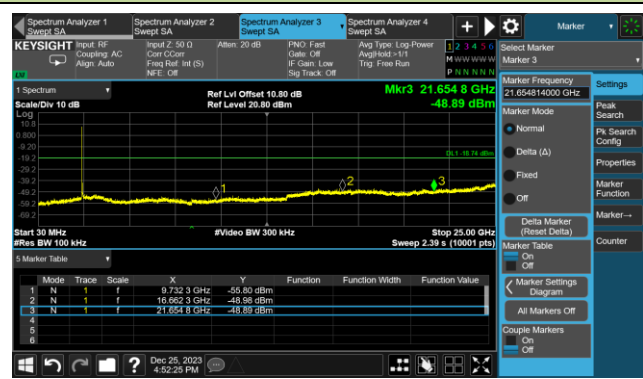 Spectrum Analyzer 1
Swept SA
Spectrum Analyzer 2
Swept SA
Spectrum Analyzer 3
Swept SA
Spectrum Analyzer 4
Swept SA
+
Marker
KEYSIGHT
Input: RF
Coupling: AC
Align: Auto
Input Z: 50 Ω
Corr CCorr
Freq Ref: Int (S)
NFE: Off
Atten: 20 dB
PNO: Fast
Gate: Off
IF Gain: Low
Sig Track: Off
Avg Type: Log-Power
Avg|Hold:>1/1
Trig: Free Run
1 2 3 4 5 6
M W W W W W
P N N N N N
LXI
Select Marker
Marker 3
1 Spectrum
Scale/Div 10 dB
Ref Lvl Offset 10.80 dB
Ref Level 20.80 dBm
Mkr3 21.654 8 GHz
-48.89 dBm
Log
10.8
0.800
-9.20
-19.2
-29.2
-39.2
-49.2
-59.2
-69.2
DL1 -18.74 dBm
1
2
3
Start 30 MHz
#Res BW 100 kHz
#Video BW 300 kHz
Stop 25.00 GHz
Sweep 2.39 s (10001 pts)
5 Marker Table
Mode Trace Scale X Y Function Function Width Function Value
1 N 1 f 9.732 3 GHz -55.80 dBm
2 N 1 f 16.662 3 GHz -48.98 dBm
3 N 1 f 21.654 8 GHz -48.89 dBm
4
5
6
Marker Frequency
21.654814000 GHz
Marker Mode
Normal
Delta (Δ)
Fixed
Off
Delta Marker
(Reset Delta)
Marker Table
On
Off
Marker Settings
Diagram
All Markers Off
Couple Markers
On
Off
Settings
Peak
Search
Pk Search
Config
Properties
Marker
Function
Marker→
Counter
?
Dec 25, 2023
4:52:25 PM